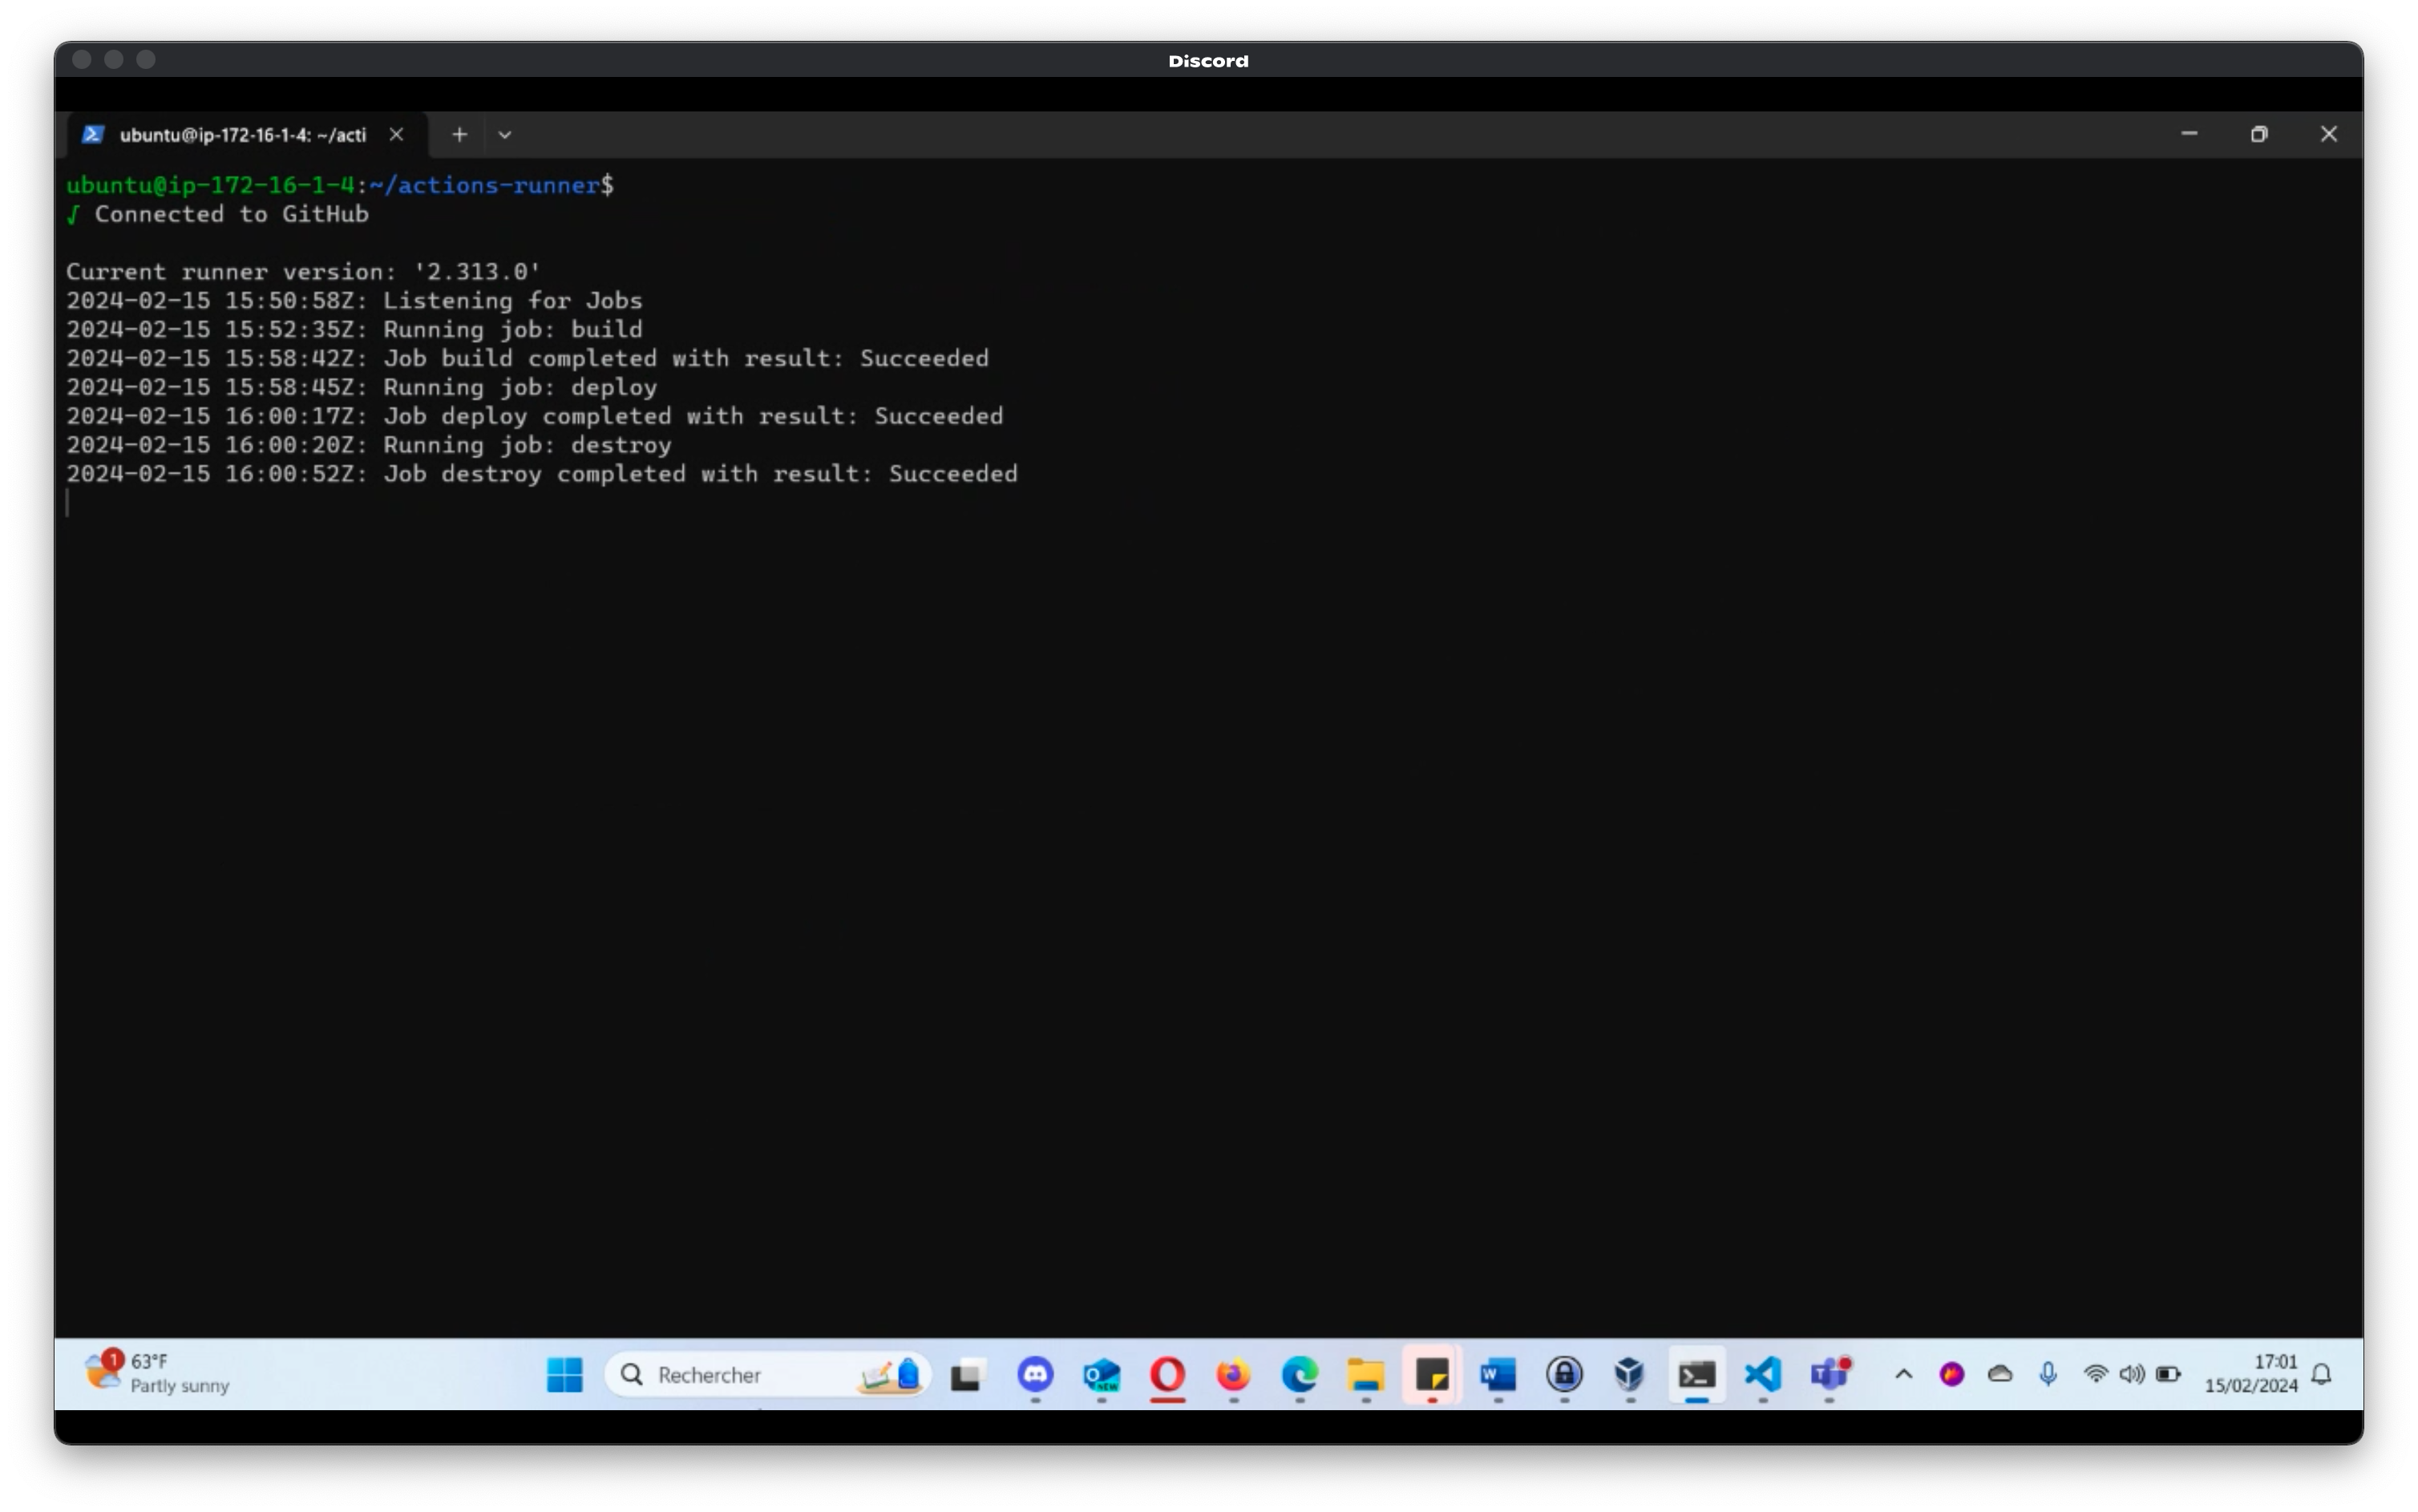 Discord
ubuntu@ip-172-16-1-4: ~/acti
ubuntu@ip-172-16-1-4:~/actions-runner$
√ Connected to GitHub
Current runner version: '2.313.0'
2024-02-15 15:50:58Z: Listening for Jobs
2024-02-15 15:52:35Z: Running job: build
2024-02-15 15:58:42Z: Job build completed with result: Succeeded
2024-02-15 15:58:45Z: Running job: deploy
2024-02-15 16:00:17Z: Job deploy completed with result: Succeeded
2024-02-15 16:00:20Z: Running job: destroy
2024-02-15 16:00:52Z: Job destroy completed with result: Succeeded
1
63°F
Partly sunny
Rechercher
NEW
17:01
15/02/2024